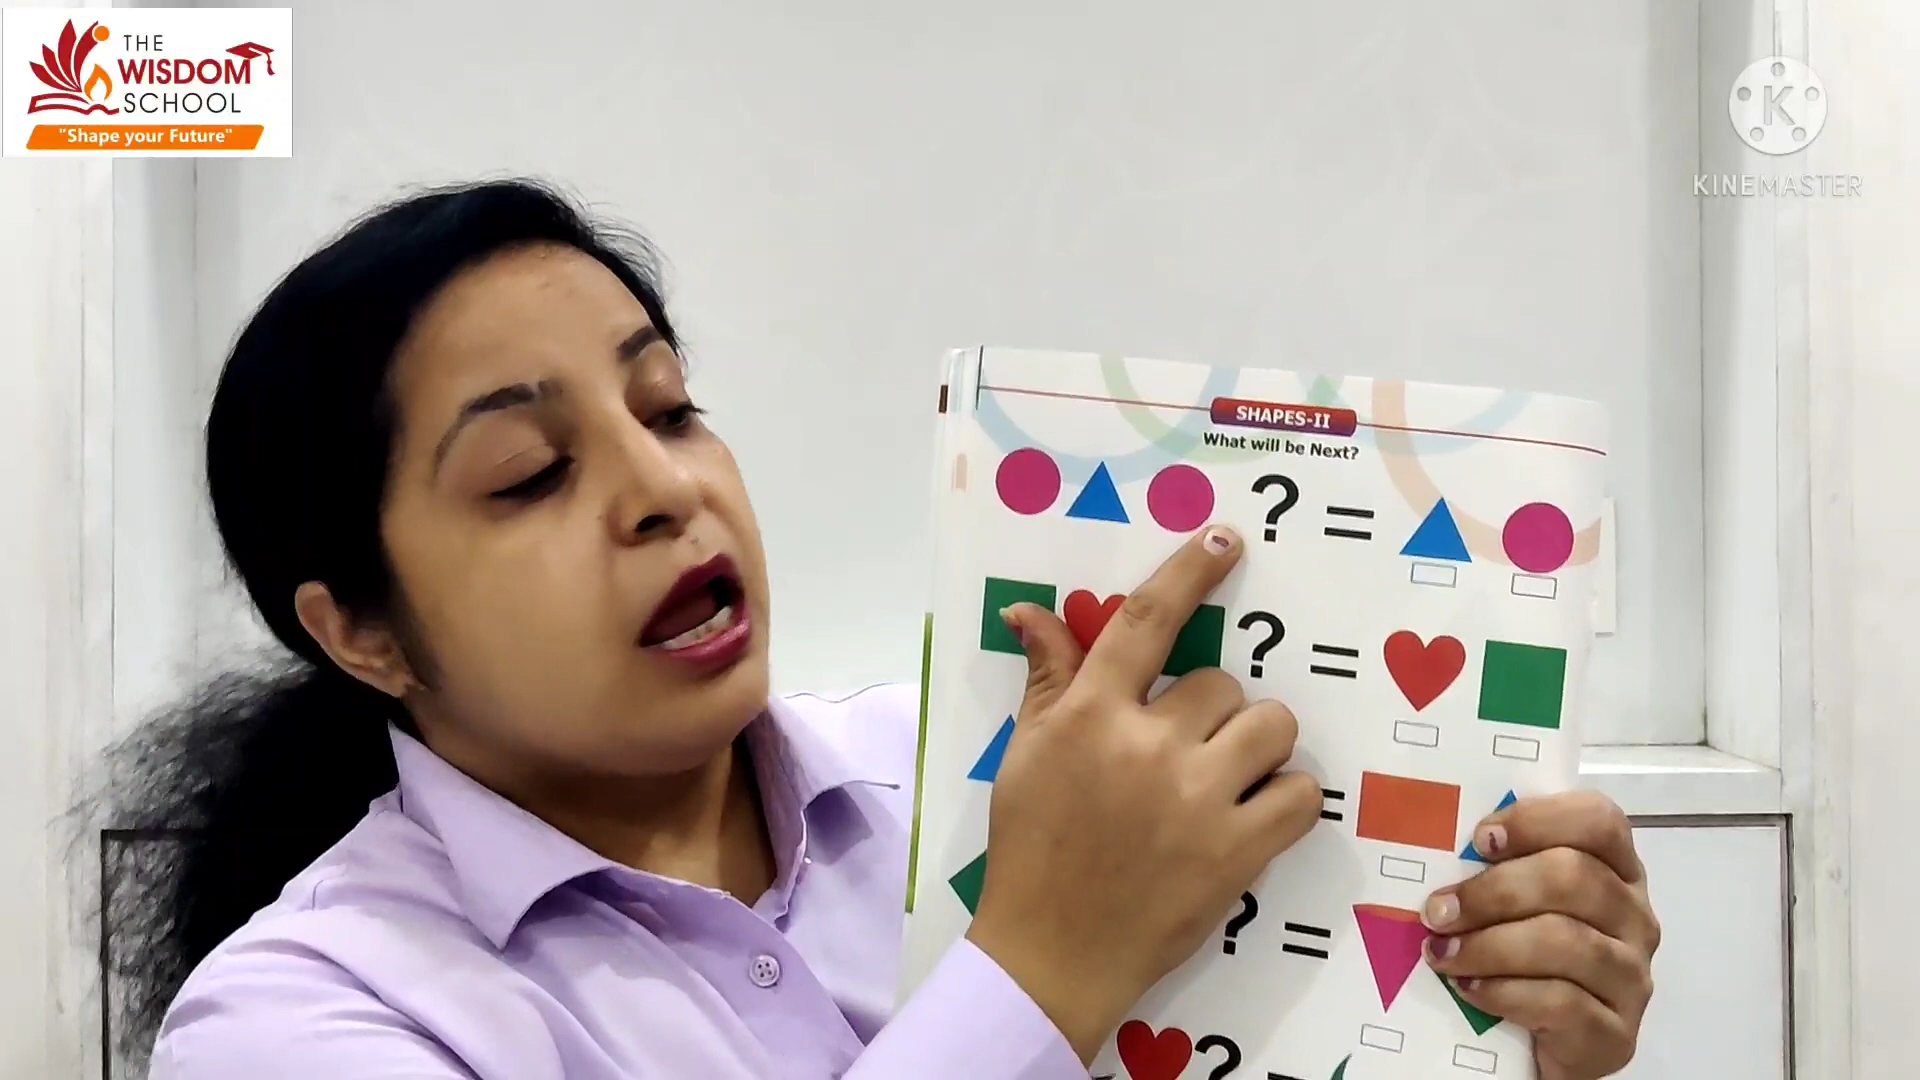 THE
WISDOM
SCHOOL
"Shape your Future"
K
KINEMASTER
SHAPES-II
What will be Next?
? =
? =
=
? =
?